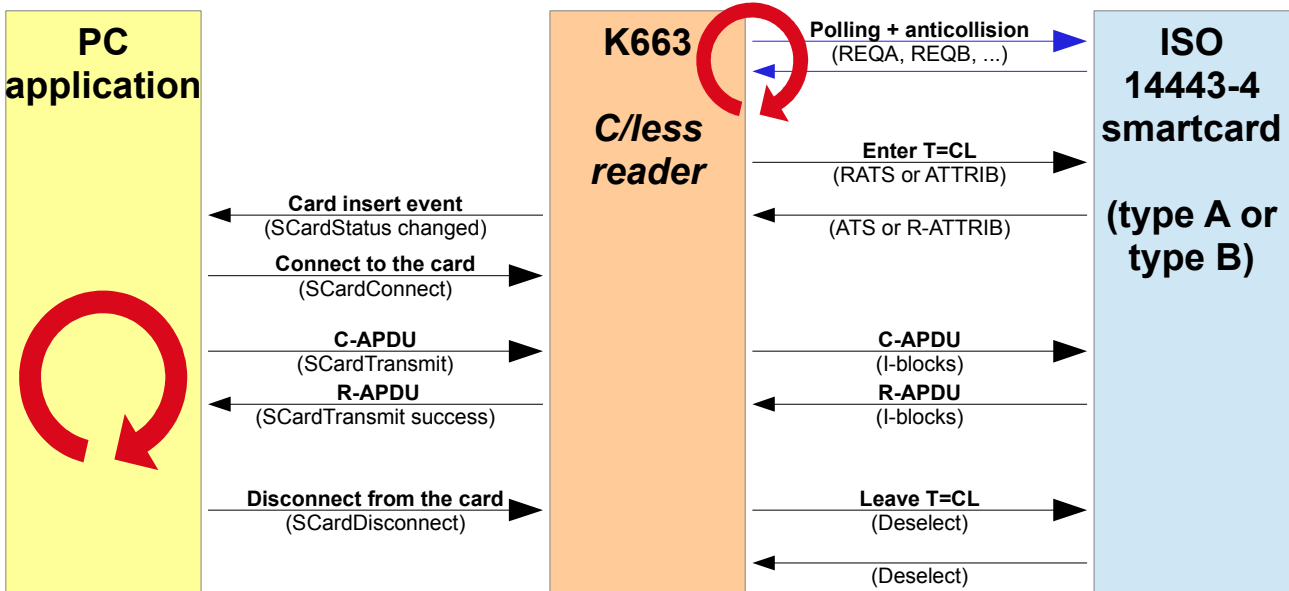 PC
application
K663
C/less
reader
ISO
14443-4
smartcard
(type A or
type B)
Polling + anticollision
(REQA, REQB, ...)
Enter T=CL
(RATS or ATTRIB)
Card insert event
(SCardStatus changed)
(ATS or R-ATTRIB)
Connect to the card
(SCardConnect)
C-APDU
(SCardTransmit)
C-APDU
(I-blocks)
R-APDU
(SCardTransmit success)
R-APDU
(I-blocks)
Disconnect from the card
(SCardDisconnect)
Leave T=CL
(Deselect)
(Deselect)